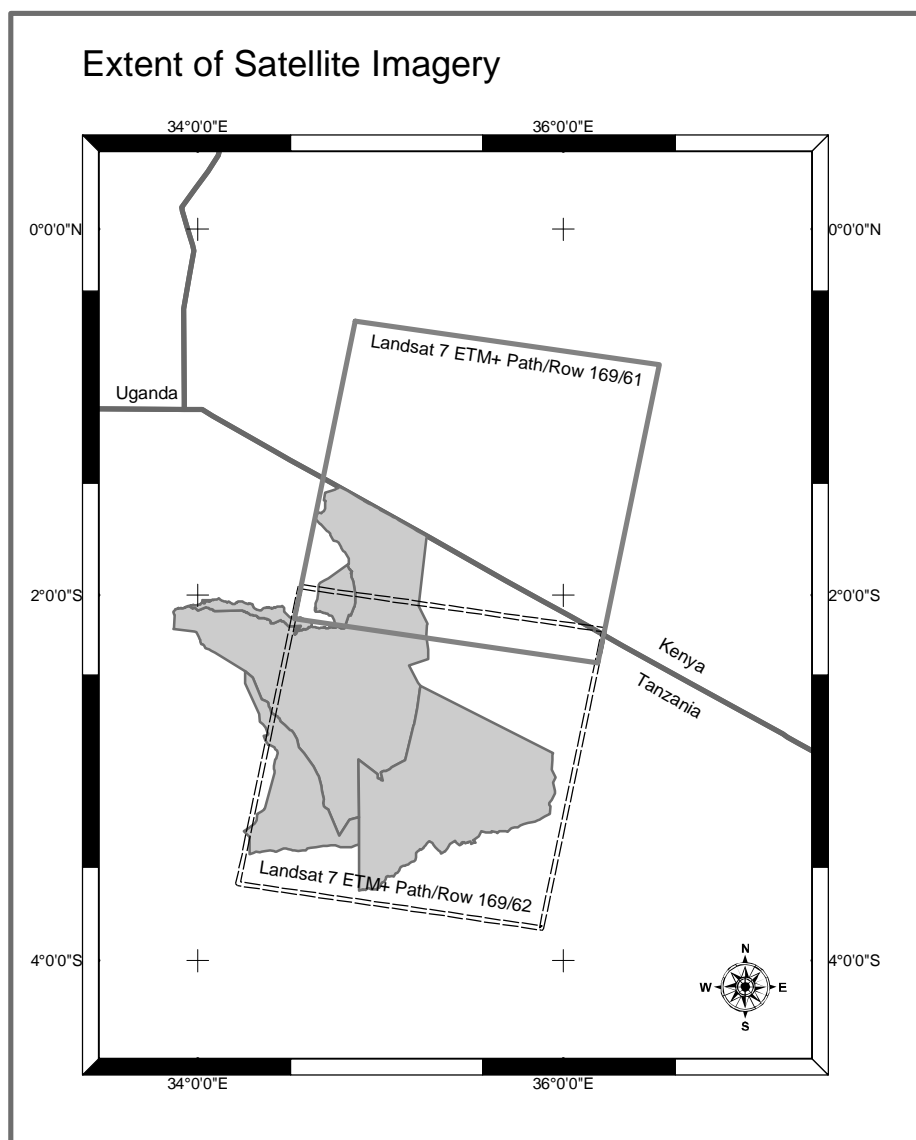 Extent of Satellite Imagery
34°0'0"E 36°0'0"E
0°0'0"N 0°0'0"N
Landsat 7 ETM+ Path/Row 169/61
Uganda
2°0'0"S 2°0'0"S
Kenya
Tanzania
Landsat 7 ETM+ Path/Row 169/62
4°0'0"S 4°0'0"S
N
W E
S
34°0'0"E 36°0'0"E